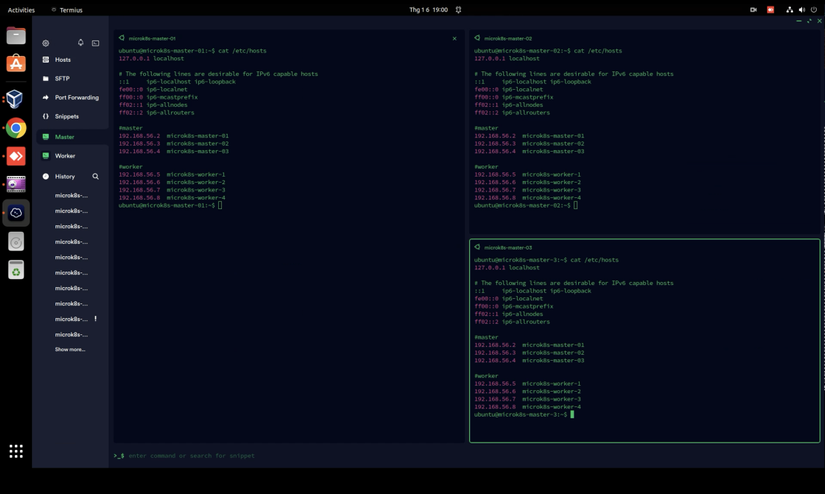 Activities
Termius
Thg 1 6 19:00
Hosts
SFTP
Port Forwarding
Snippets
Master
Worker
History
microk8s-...
microk8s-...
microk8s-...
microk8s-...
microk8s-...
microk8s-...
microk8s-...
microk8s-...
microk8s-... !
microk8s-...
Show more...
microk8s-master-01
ubuntu@microk8s-master-01:~$ cat /etc/hosts
127.0.0.1 localhost
# The following lines are desirable for IPv6 capable hosts
::1 ip6-localhost ip6-loopback
fe00::0 ip6-localnet
ff00::0 ip6-mcastprefix
ff02::1 ip6-allnodes
ff02::2 ip6-allrouters
#master
192.168.56.2 microk8s-master-01
192.168.56.3 microk8s-master-02
192.168.56.4 microk8s-master-03
#worker
192.168.56.5 microk8s-worker-1
192.168.56.6 microk8s-worker-2
192.168.56.7 microk8s-worker-3
192.168.56.8 microk8s-worker-4
ubuntu@microk8s-master-01:~$
microk8s-master-02
ubuntu@microk8s-master-02:~$ cat /etc/hosts
127.0.0.1 localhost
# The following lines are desirable for IPv6 capable hosts
::1 ip6-localhost ip6-loopback
fe00::0 ip6-localnet
ff00::0 ip6-mcastprefix
ff02::1 ip6-allnodes
ff02::2 ip6-allrouters
#master
192.168.56.2 microk8s-master-01
192.168.56.3 microk8s-master-02
192.168.56.4 microk8s-master-03
#worker
192.168.56.5 microk8s-worker-1
192.168.56.6 microk8s-worker-2
192.168.56.7 microk8s-worker-3
192.168.56.8 microk8s-worker-4
ubuntu@microk8s-master-02:~$
microk8s-master-03
ubuntu@microk8s-master-3:~$ cat /etc/hosts
127.0.0.1 localhost
# The following lines are desirable for IPv6 capable hosts
::1 ip6-localhost ip6-loopback
fe00::0 ip6-localnet
ff00::0 ip6-mcastprefix
ff02::1 ip6-allnodes
ff02::2 ip6-allrouters
#master
192.168.56.2 microk8s-master-01
192.168.56.3 microk8s-master-02
192.168.56.4 microk8s-master-03
#worker
192.168.56.5 microk8s-worker-1
192.168.56.6 microk8s-worker-2
192.168.56.7 microk8s-worker-3
192.168.56.8 microk8s-worker-4
ubuntu@microk8s-master-3:~$
>_$ enter command or search for snippet